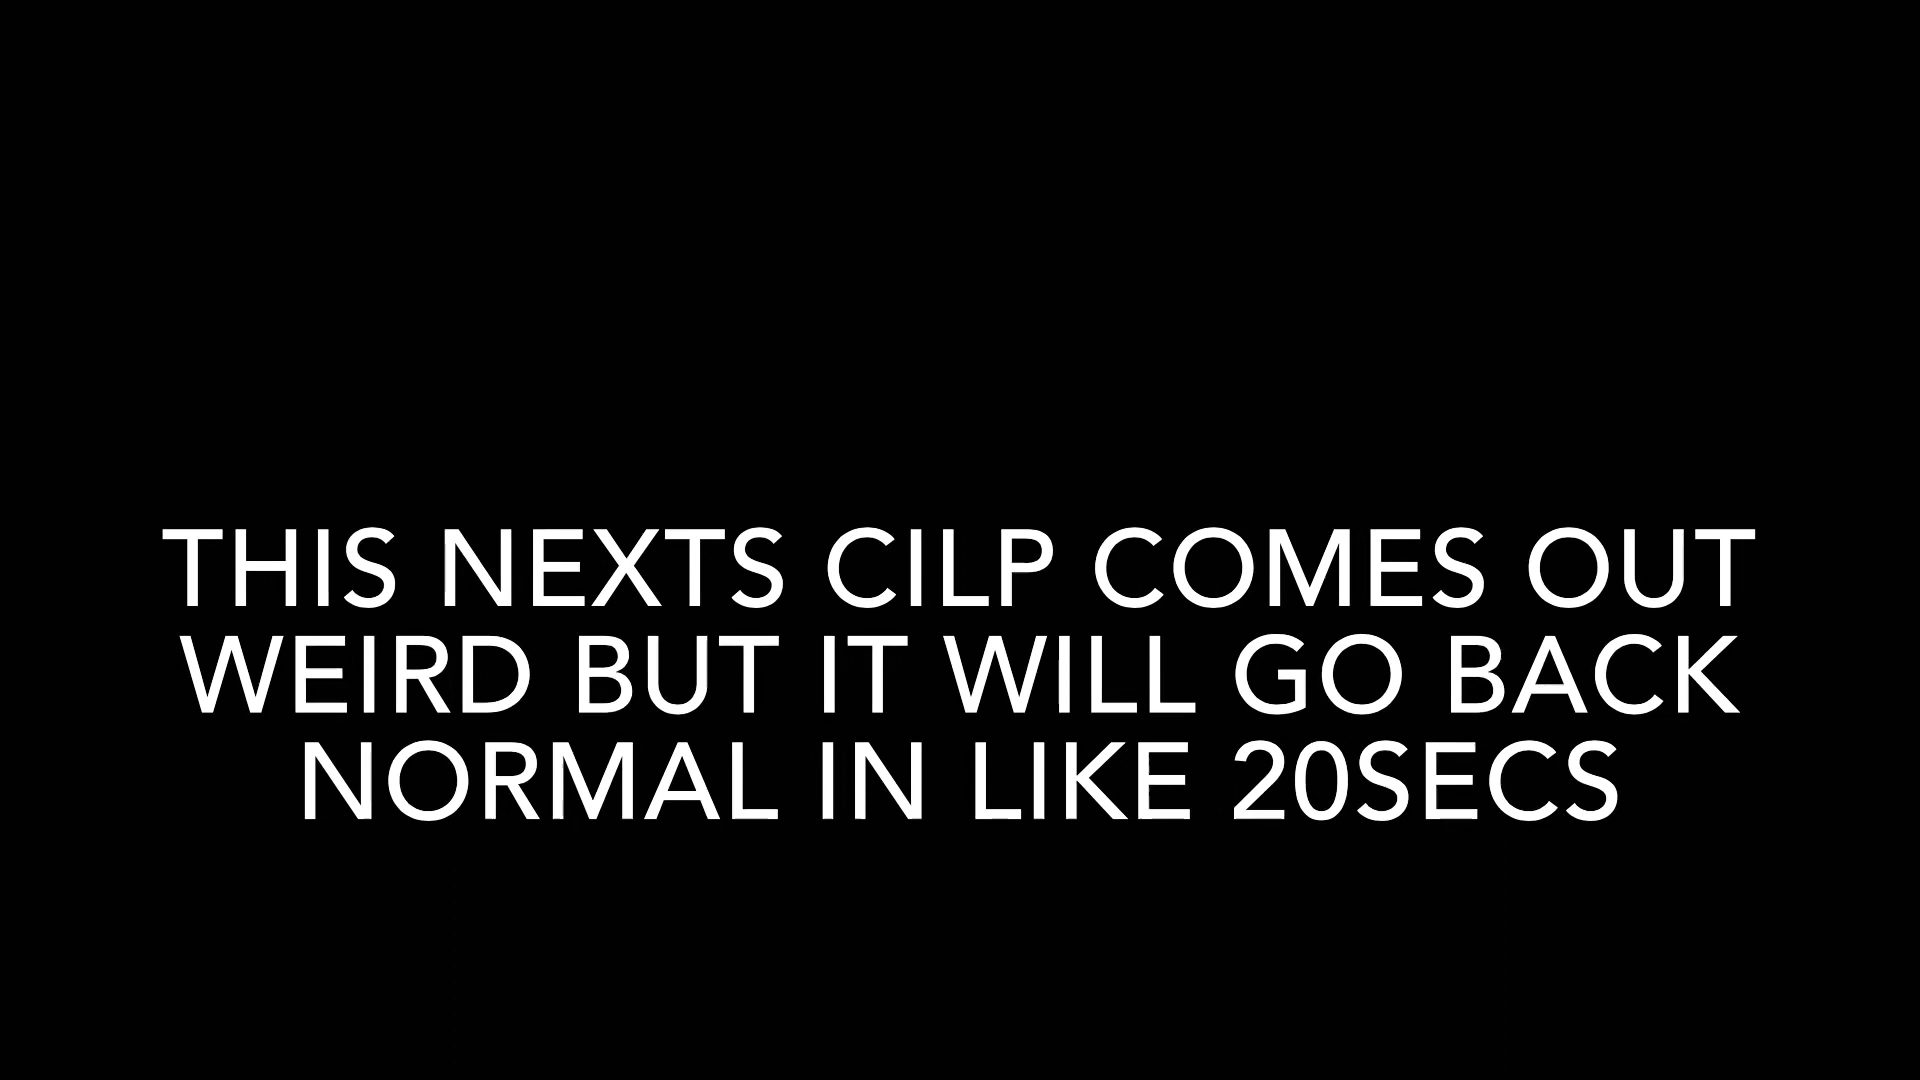 THIS NEXTS CILP COMES OUT
WEIRD BUT IT WILL GO BACK
NORMAL IN LIKE 20SECS